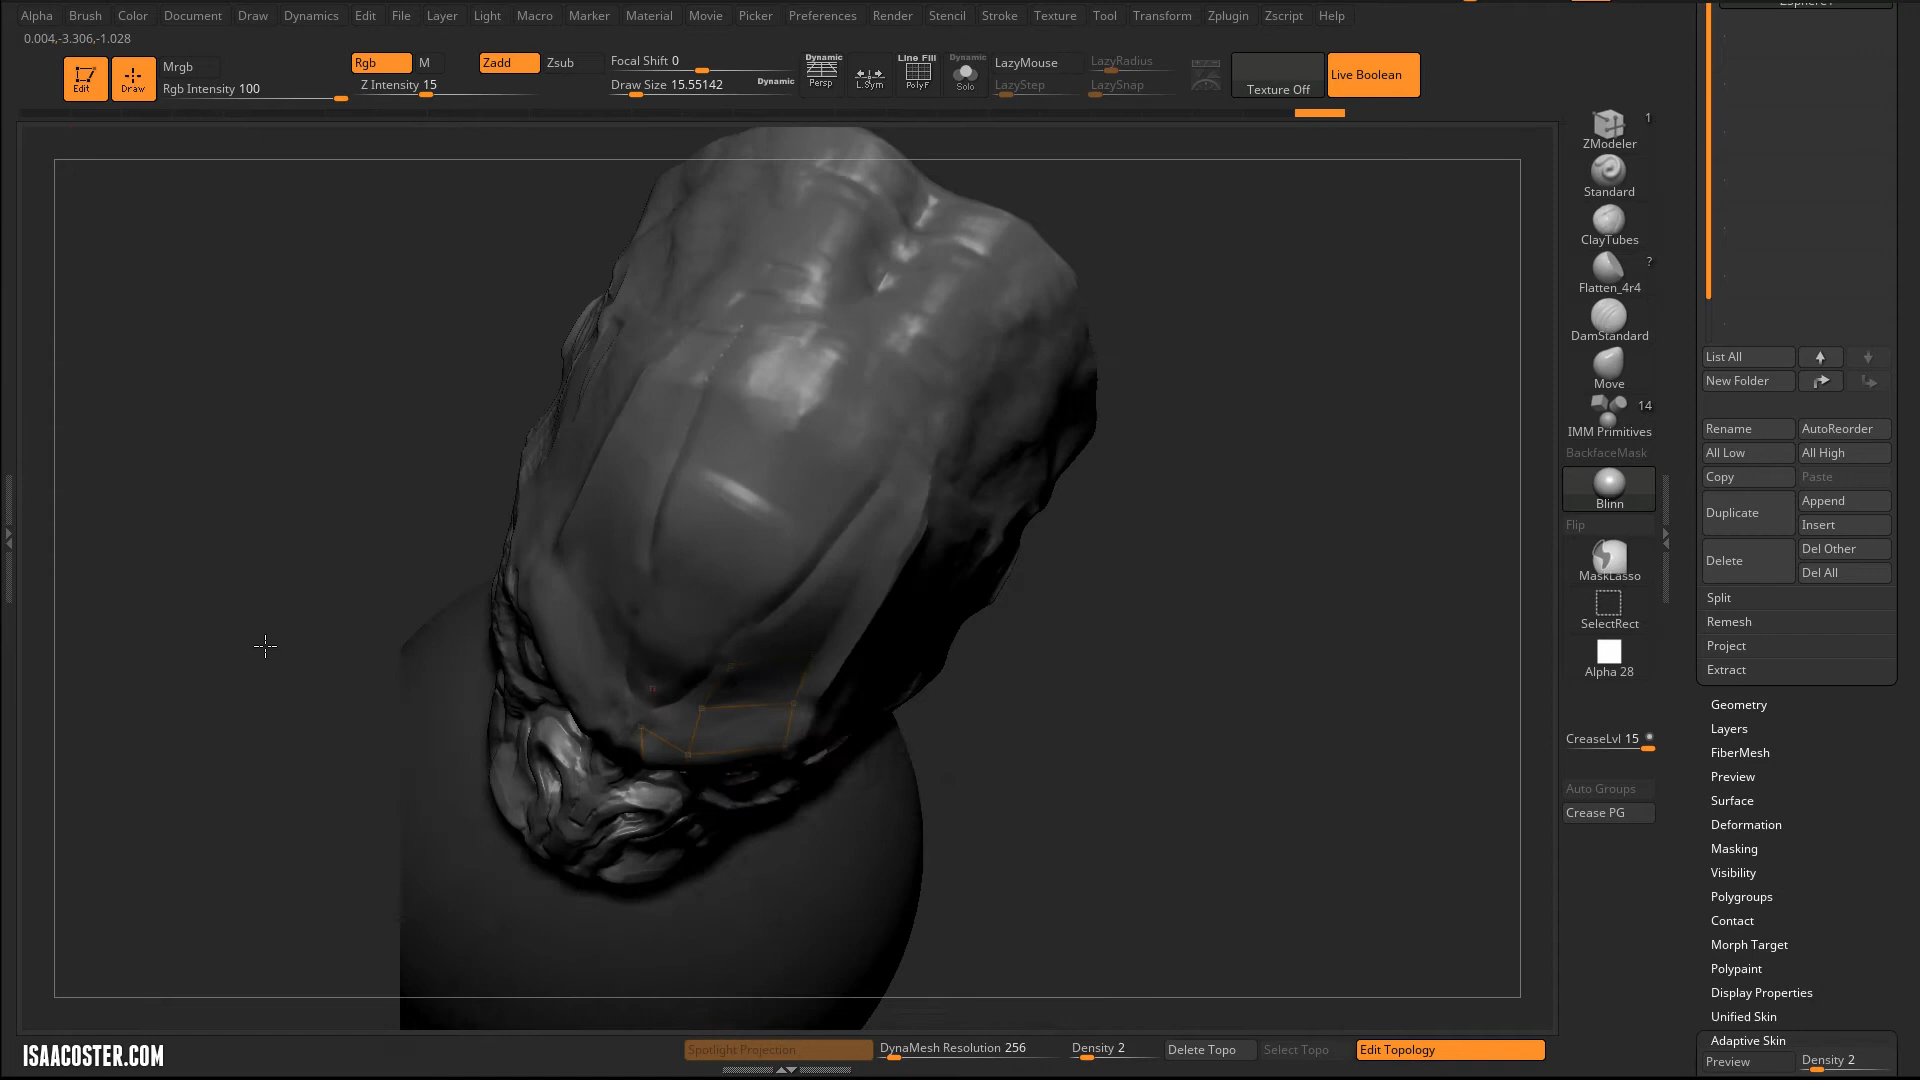 Alpha Brush Color Document Draw Dynamics Edit File Layer Light Macro Marker Material Movie Picker Preferences Render Stencil Stroke Texture Tool Transform Zplugin Zscript Help
0.004,-3.306,-1.028
Edit
Draw
Mrgb
Rgb Intensity 100
Rgb M
Z Intensity 15
Zadd Zsub
Focal Shift 0
Draw Size 15.55142 Dynamic
Dynamic
Persp
L.Sym
Line Fill
PolyF
Dynamic
Solo
LazyMouse LazyRadius
LazyStep LazySnap
Texture Off
Live Boolean
1
ZModeler
Standard
ClayTubes
?
Flatten_4r4
DamStandard
Move
14
IMM Primitives
BackfaceMask
Blinn
Flip
MaskLasso
SelectRect
Alpha 28
CreaseLvl 15
Auto Groups
Crease PG
List All
New Folder
Rename AutoReorder
All Low All High
Copy Paste
Duplicate Append
Insert
Delete Del Other
Del All
Split
Remesh
Project
Extract
Geometry
Layers
FiberMesh
Preview
Surface
Deformation
Masking
Visibility
Polygroups
Contact
Morph Target
Polypaint
Display Properties
Unified Skin
Adaptive Skin
Preview Density 2
ISAACOSTER.COM
Spotlight Projection DynaMesh Resolution 256 Density 2 Delete Topo Select Topo Edit Topology